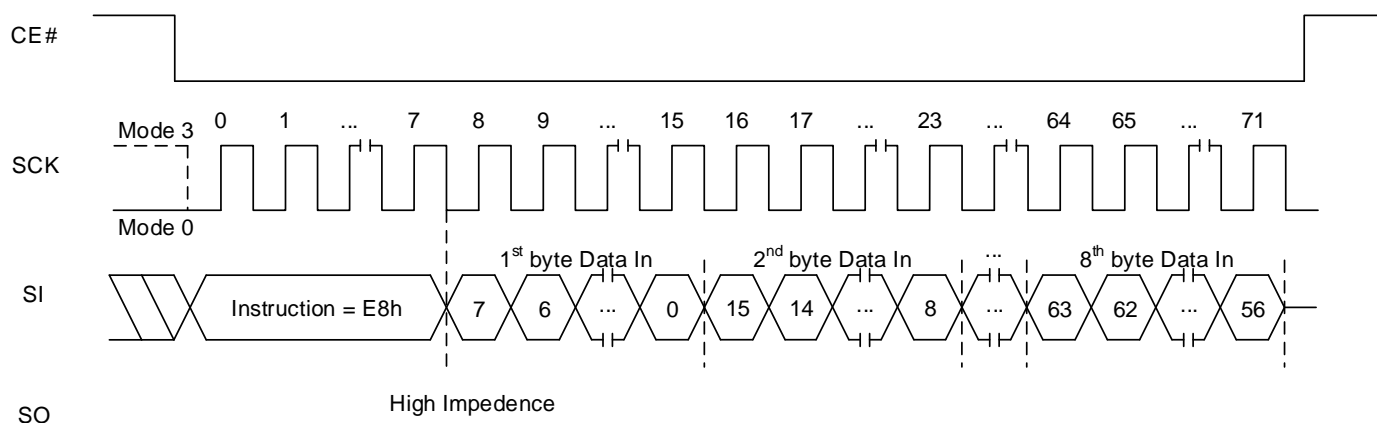 CE#
0 1 ... 7 8 9 ... 15 16 17 ... 23 ... 64 65 ... 71
Mode 3
SCK
Mode 0
1st byte Data In 2nd byte Data In ... 8th byte Data In
SI Instruction = E8h 7 6 ... 0 15 14 ... 8 ... 63 62 ... 56
High Impedence
SO